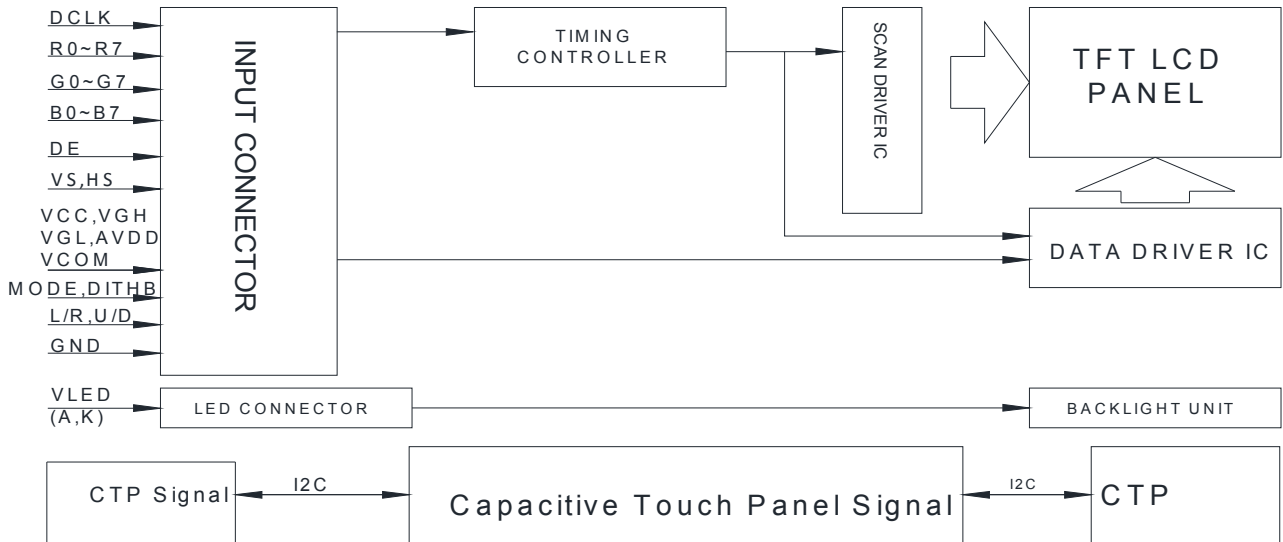 DCLK
R0~R7
G0~G7
B0~B7
DE
VS,HS
VCC,VGH
VGL,AVDD
VCOM
MODE,DITHB
L/R,U/D
GND
INPUT CONNECTOR
TIMING
CONTROLLER
SCAN DRIVER IC
TFT LCD
PANEL
DATA DRIVER IC
VLED
(A,K)
LED CONNECTOR
BACKLIGHT UNIT
CTP Signal
I2C
Capacitive Touch Panel Signal
I2C
CTP